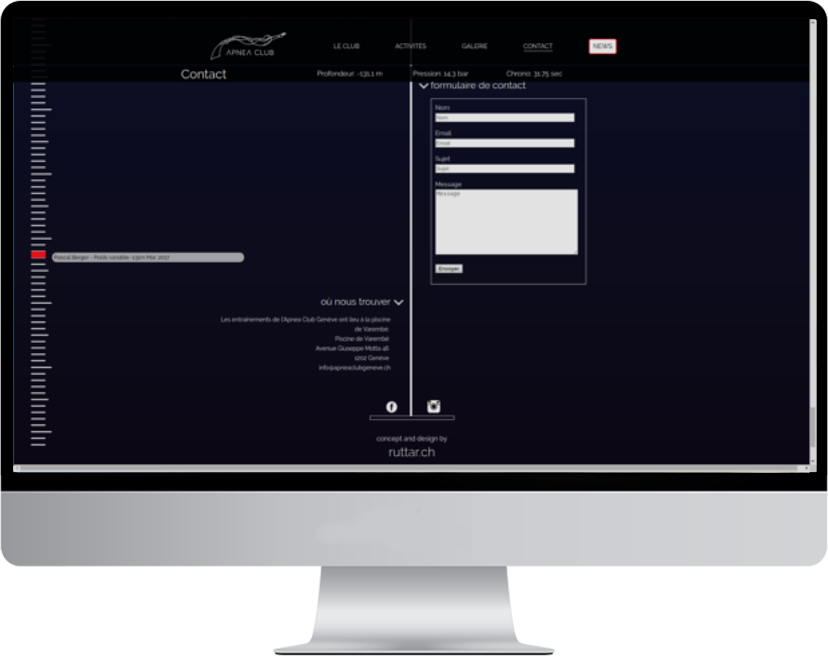 APNEA CLUB
LE CLUB
ACTIVITÉS
GALERIE
CONTACT
NEWS
Contact
Profondeur: -131.1 m
Pression: 14.3 bar
Chrono: 31.75 sec
formulaire de contact
Nom
Nom
Email
Email
Sujet
Sujet
Message
Message
Envoyer
Pascal Berger - Poids variable -131m Mar 2017
où nous trouver
Les entrainements de l'Apnea Club Genève ont lieu à la piscine
de Varembé.
Piscine de Varembé
Avenue Giuseppe Motta 46
1202 Genève
info@apneaclubgeneve.ch
concept and design by
ruttar.ch